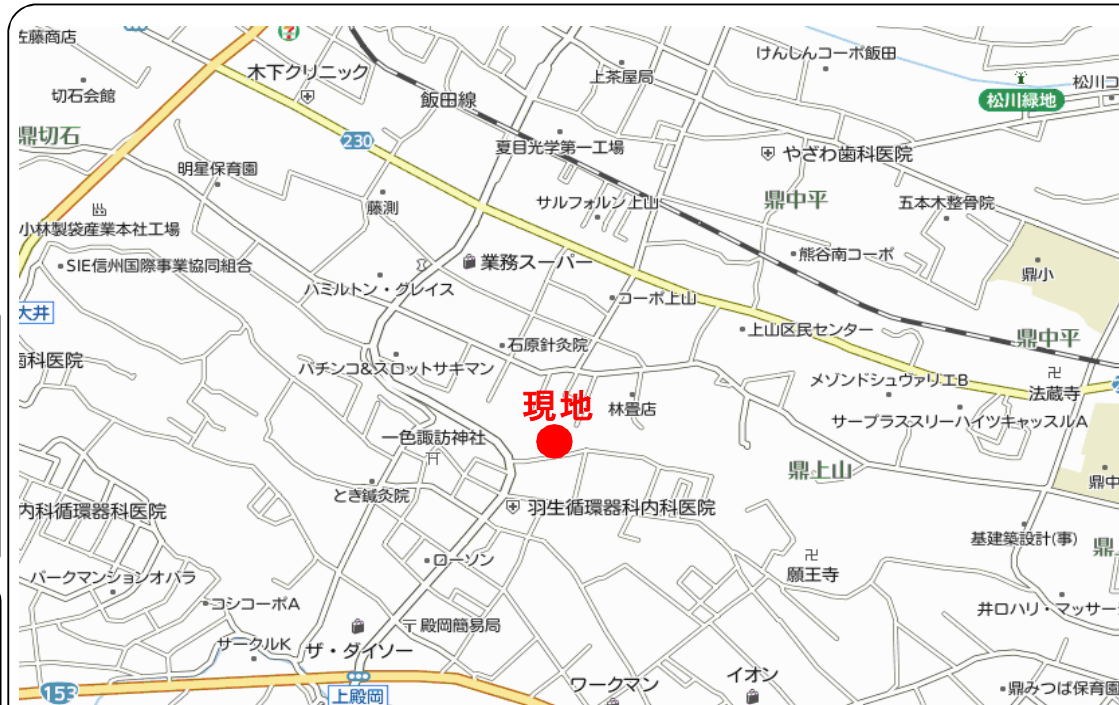 佐藤商店
木下クリニック
切石会館
飯田線
上茶屋局
けんしんコーポ飯田
松川コ
松川緑地
鼎切石
230
夏目光学第一工場
やざわ歯科医院
明星保育園
藤測
サルフォルン上山
鼎中平
五本木整骨院
小林製袋産業本社工場
SIE信州国際事業協同組合
業務スーパー
熊谷南コーポ
鼎小
ハミルトン・グレイス
コーポ上山
大井
上山区民センター
鼎中平
石原針灸院
歯科医院
パチンコ&スロットサキマン
メゾンドシュヴァリエB
法蔵寺
現地
林畳店
サープラススリーハイツキャッスルA
一色諏訪神社
鼎上山
鼎中
とき鍼灸院
内科循環器科医院
羽生循環器科内科医院
基建築設計(事)
鼎
ローソン
願王寺
パークマンションオバラ
コシコーポA
井口ハリ・マッサー
〒殿岡簡易局
サークルK
ザ・ダイソー
イオン
ワークマン
153
上殿岡
鼎みつば保育園